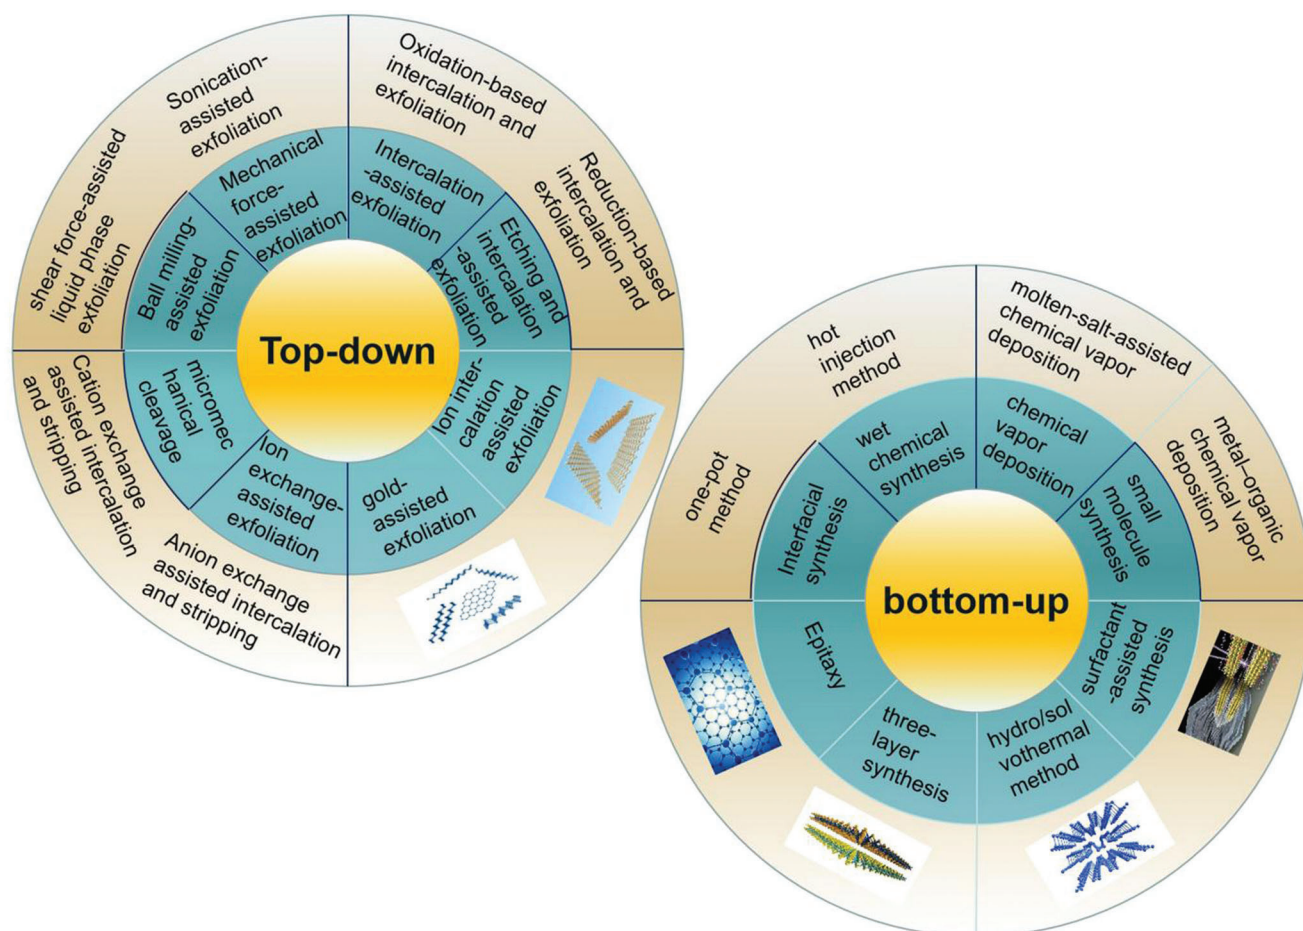 Oxidation-based
intercalation and
exfoliation
Reduction-based
intercalation and
exfoliation
Sonication-
assisted
exfoliation
shear force-assisted
liquid phase
exfoliation
Mechanical
force-
assisted
exfoliation
Intercalation
-assisted
exfoliation
Etching and
intercalation
-assisted
exfoliation
Ball milling-
assisted
exfoliation
Top-down
Ion inter-
calation
assisted
exfoliation
micromec
hanical
cleavage
Ion
exchange-
assisted
exfoliation
gold-
assisted
exfoliation
Cation exchange
assisted intercalation
and stripping
Anion exchange
assisted intercalation
and stripping
hot
injection
method
molten-salt-assisted
chemical vapor
deposition
one-pot
method
metal–organic
chemical vapor
deposition
wet
chemical
synthesis
chemical
vapor
deposition
Interfacial
synthesis
small
molecule
synthesis
bottom-up
Epitaxy
surfactant
-assisted
synthesis
three-
layer
synthesis
hydro/sol
vothermal
method